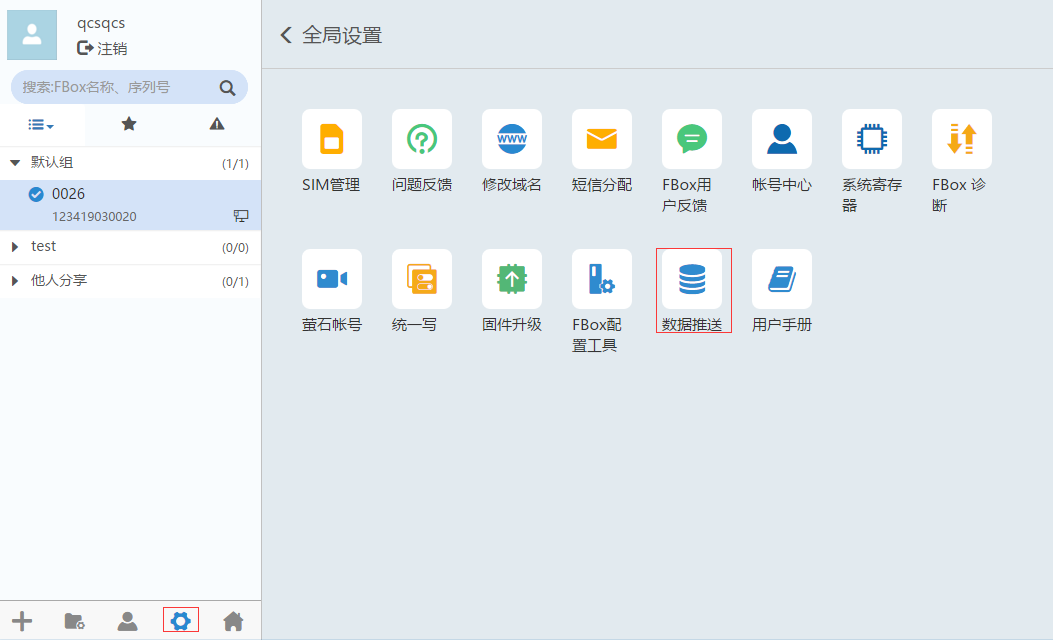 qcsqcs
注销
搜索:FBox名称、序列号
默认组 (1/1)
0026
123419030020
test (0/0)
他人分享 (0/1)
全局设置
SIM管理
问题反馈
WWW
修改域名
短信分配
FBox用
户反馈
帐号中心
系统寄存
器
FBox 诊
断
萤石帐号
统一写
固件升级
FBox配
置工具
数据推送
用户手册